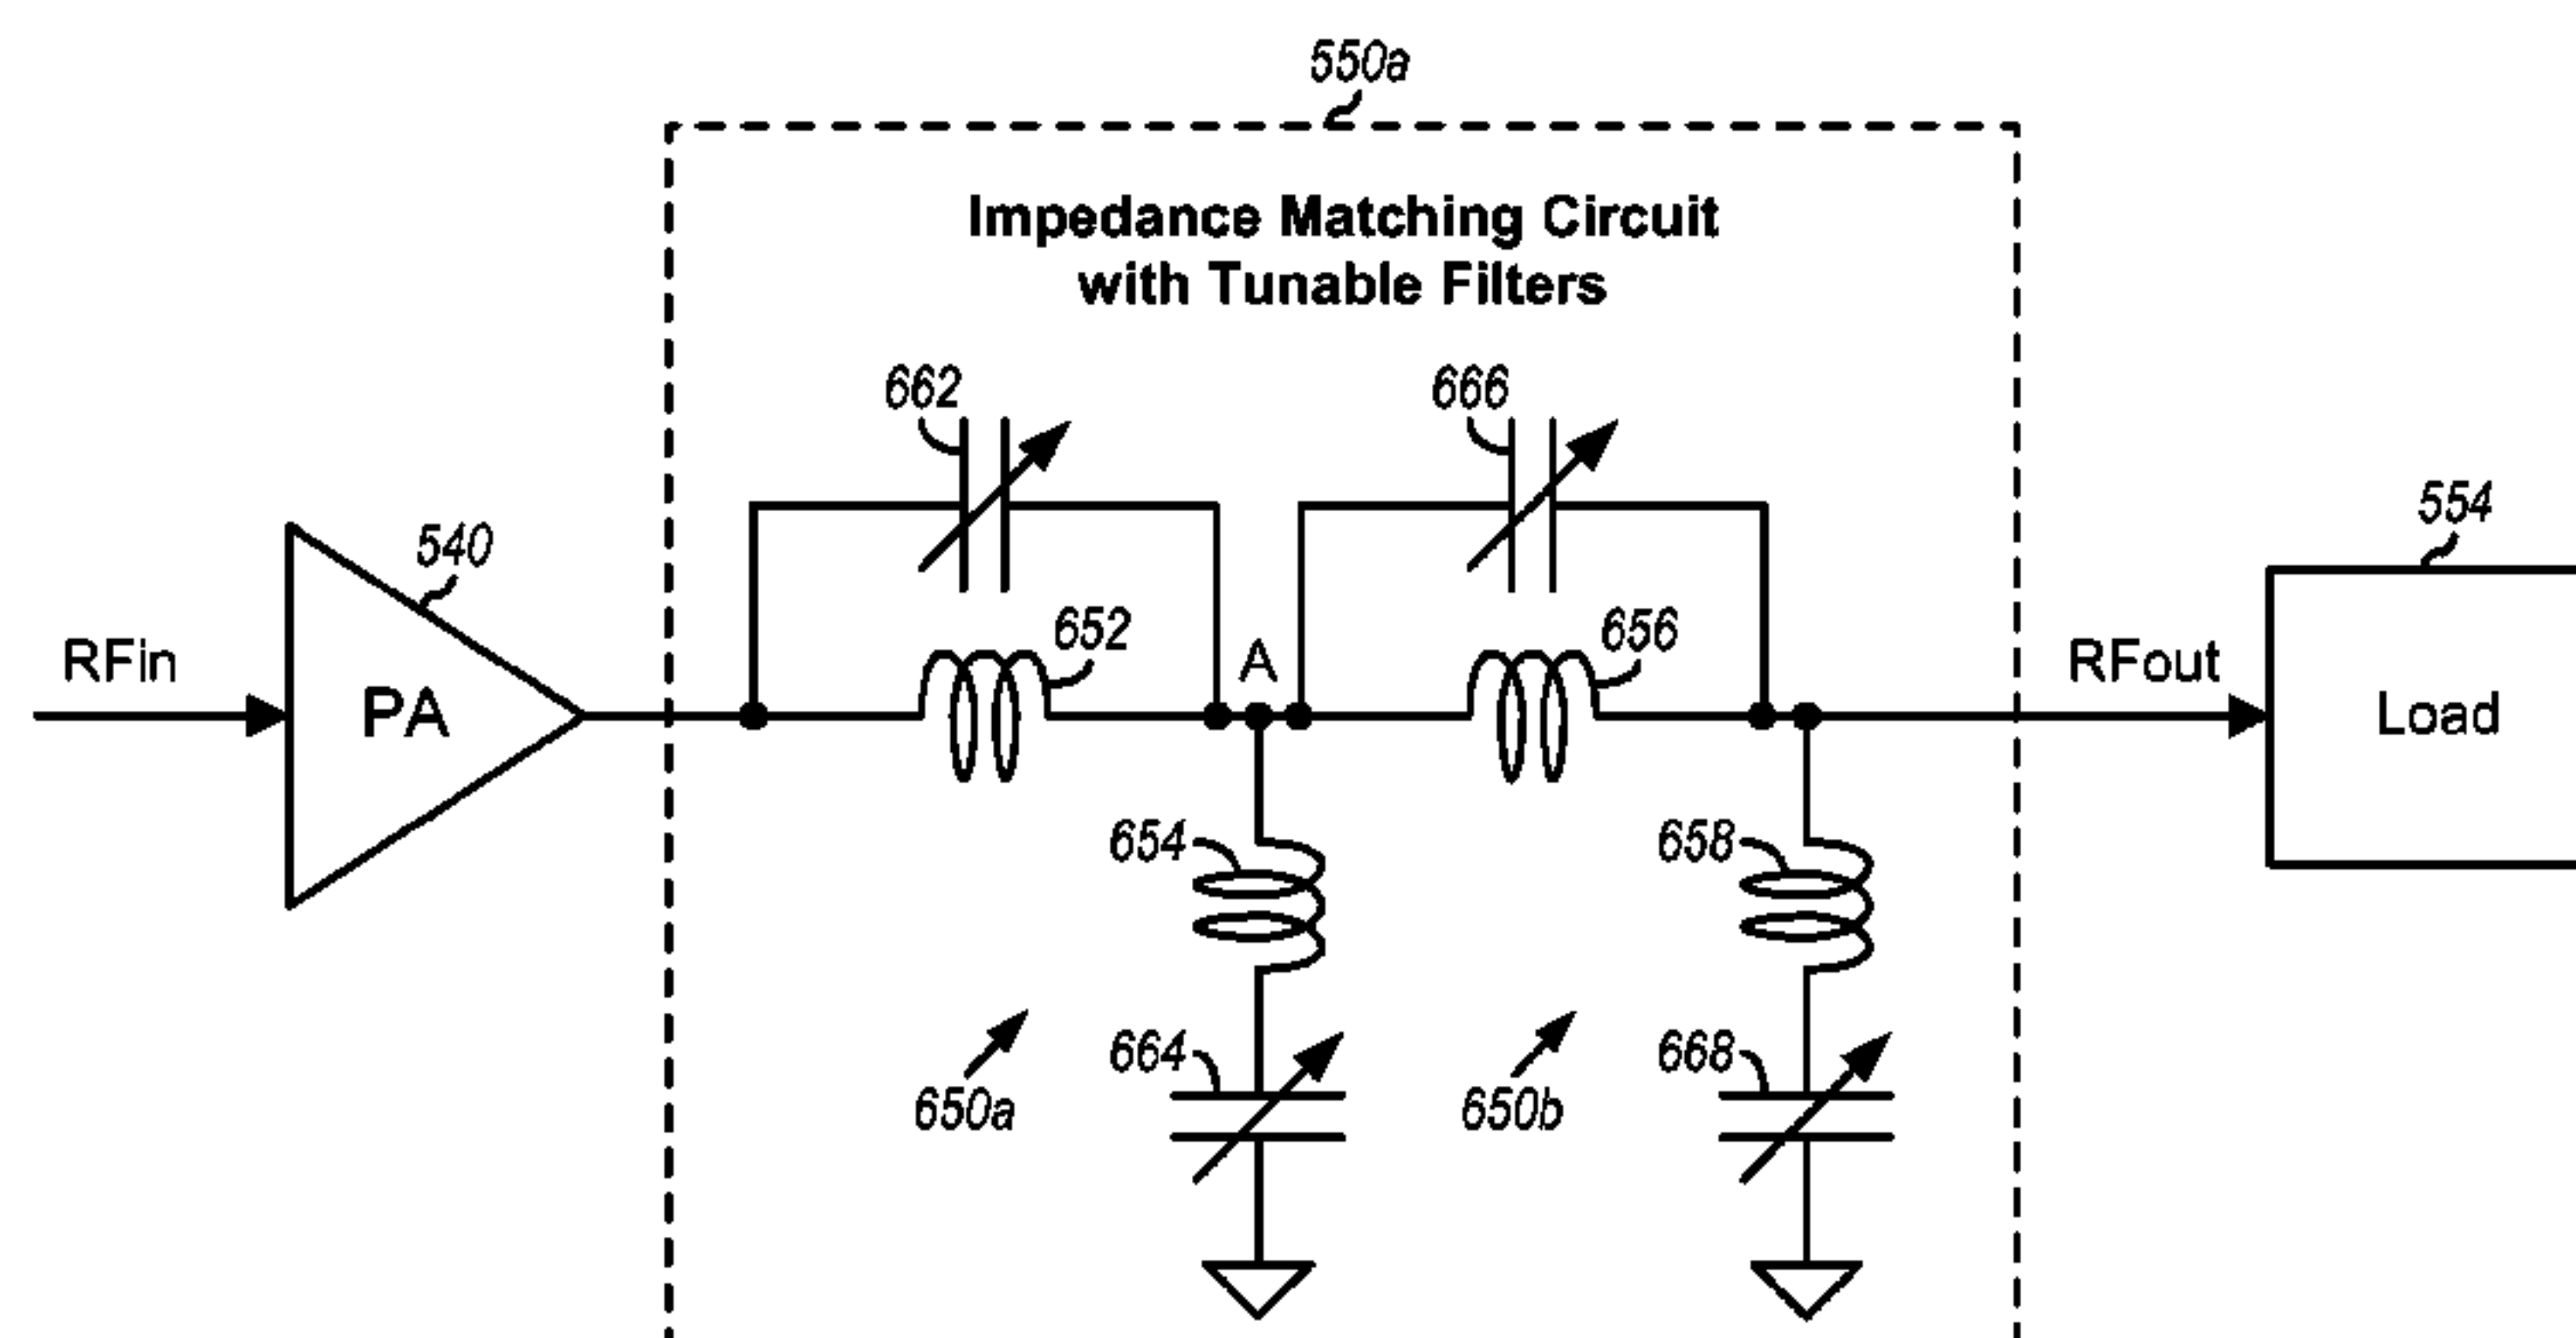 550a
Impedance Matching Circuit
with Tunable Filters
662
666
554
540
652
656
RFin
PA
A
RFout
Load
654
658
664
668
650a
650b